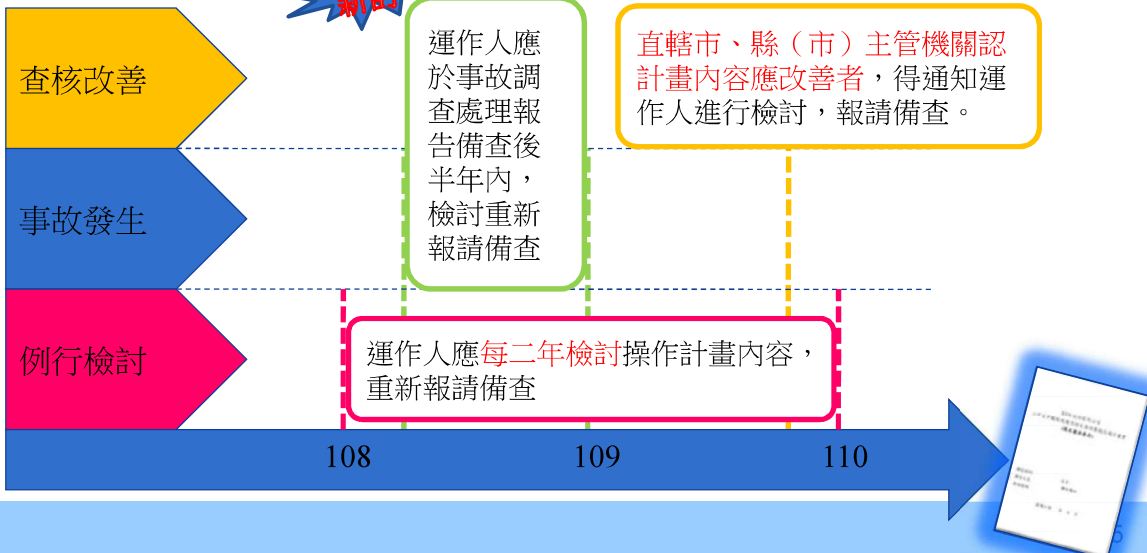 新訂
查核改善
運作人應
於事故調
查處理報
告備查後
半年內，
檢討重新
報請備查
直轄市、縣（市）主管機關認
計畫內容應改善者，得通知運
作人進行檢討，報請備查。
事故發生
例行檢討
運作人應每二年檢討操作計畫內容，
重新報請備查
108
109
110